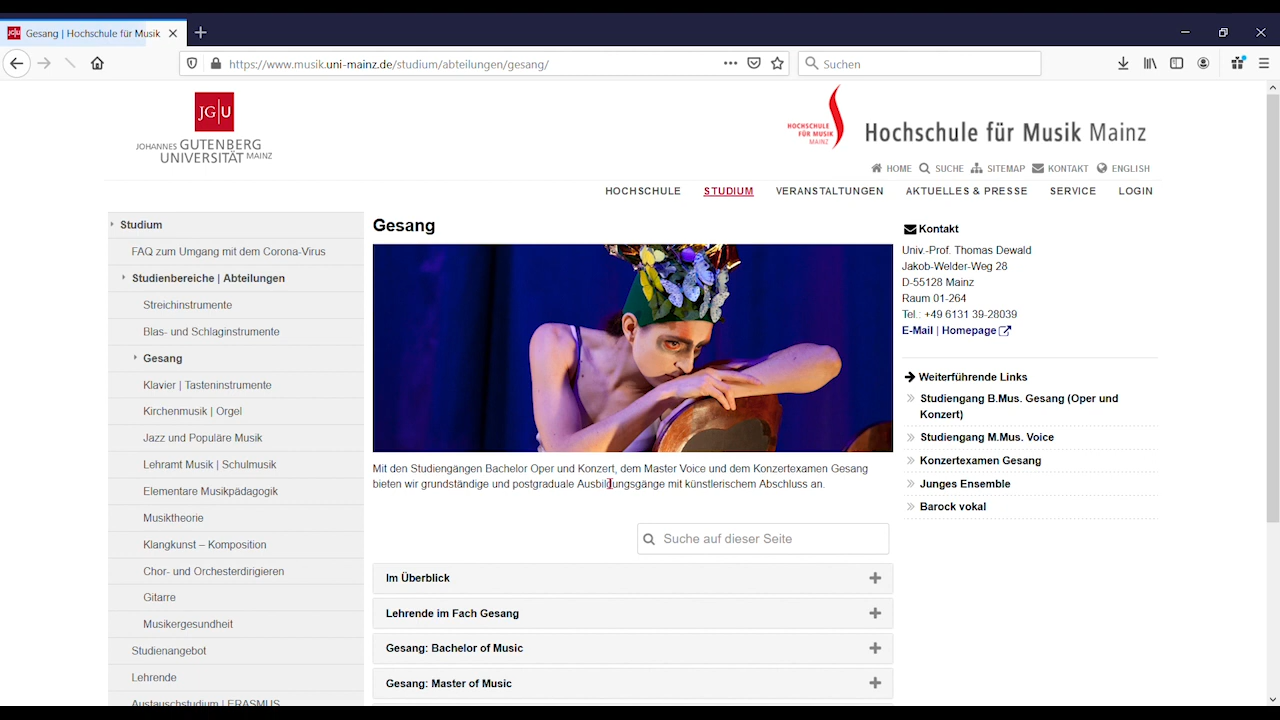 Gesang | Hochschule für Musik
https://www.musik.uni-mainz.de/studium/abteilungen/gesang/
Suchen
JG|U
JOHANNES GUTENBERG
UNIVERSITÄT MAINZ
HOCHSCHULE
FÜR MUSIK
MAINZ
Hochschule für Musik Mainz
HOME SUCHE SITEMAP KONTAKT ENGLISH
HOCHSCHULE STUDIUM VERANSTALTUNGEN AKTUELLES & PRESSE SERVICE LOGIN
Studium
FAQ zum Umgang mit dem Corona-Virus
Studienbereiche | Abteilungen
Streichinstrumente
Blas- und Schlaginstrumente
Gesang
Klavier | Tasteninstrumente
Kirchenmusik | Orgel
Jazz und Populäre Musik
Lehramt Musik | Schulmusik
Elementare Musikpädagogik
Musiktheorie
Klangkunst – Komposition
Chor- und Orchesterdirigieren
Gitarre
Musikergesundheit
Studienangebot
Lehrende
Austauschstudium | ERASMUS
Gesang
Mit den Studiengängen Bachelor Oper und Konzert, dem Master Voice und dem Konzertexamen Gesang
bieten wir grundständige und postgraduale Ausbildungsgänge mit künstlerischem Abschluss an.
Suche auf dieser Seite
Im Überblick
Lehrende im Fach Gesang
Gesang: Bachelor of Music
Gesang: Master of Music
Kontakt
Univ.-Prof. Thomas Dewald
Jakob-Welder-Weg 28
D-55128 Mainz
Raum 01-264
Tel.: +49 6131 39-28039
E-Mail | Homepage
Weiterführende Links
Studiengang B.Mus. Gesang (Oper und
Konzert)
Studiengang M.Mus. Voice
Konzertexamen Gesang
Junges Ensemble
Barock vokal